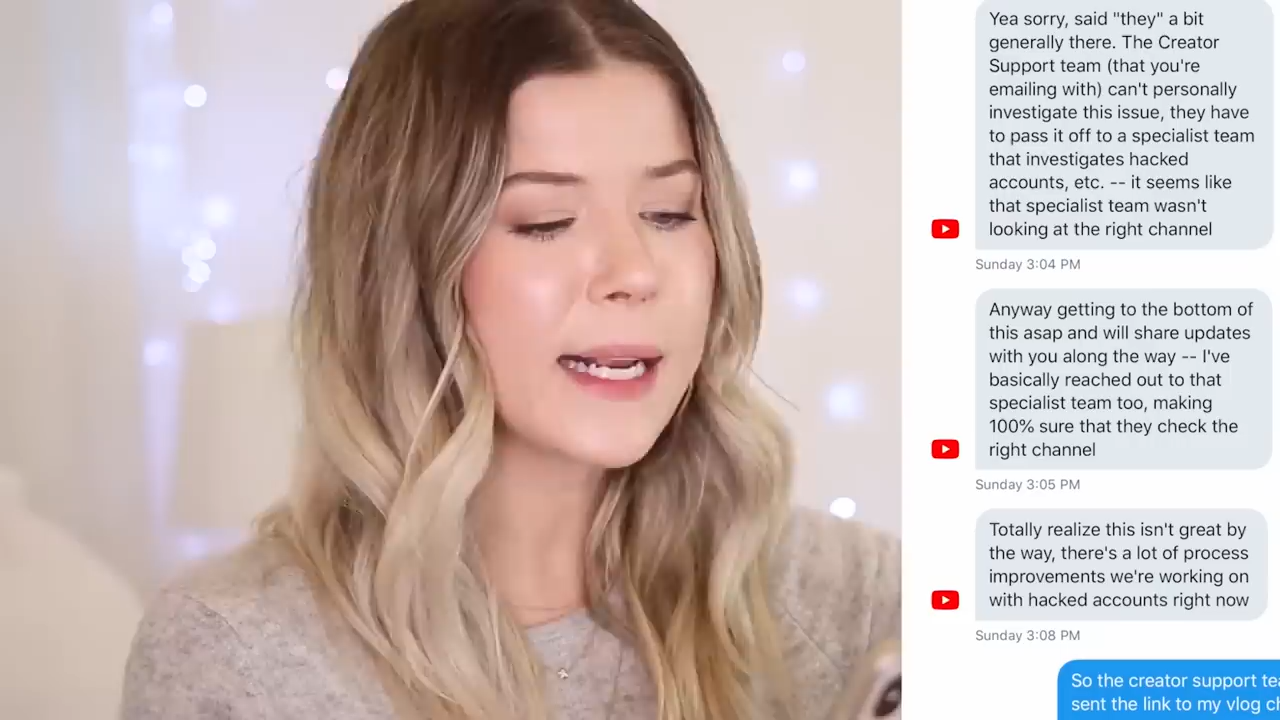 Yea sorry, said "they" a bit
generally there. The Creator
Support team (that you're
emailing with) can't personally
investigate this issue, they have
to pass it off to a specialist team
that investigates hacked
accounts, etc. -- it seems like
that specialist team wasn't
looking at the right channel
Sunday 3:04 PM
Anyway getting to the bottom of
this asap and will share updates
with you along the way -- I've
basically reached out to that
specialist team too, making
100% sure that they check the
right channel
Sunday 3:05 PM
Totally realize this isn't great by
the way, there's a lot of process
improvements we're working on
with hacked accounts right now
Sunday 3:08 PM
So the creator support
sent the link to my vlog